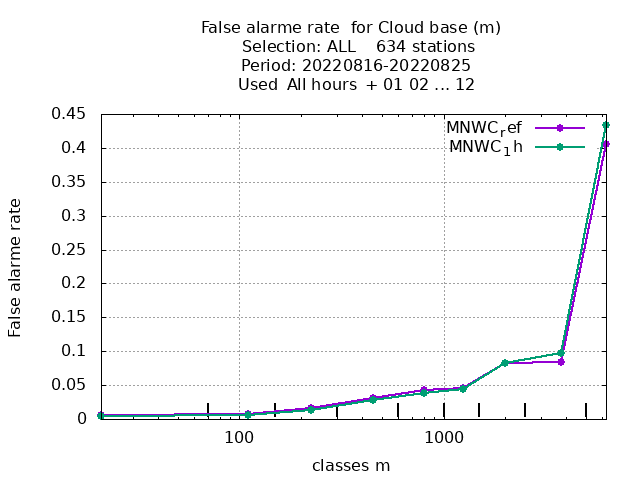 False alarme rate  for Cloud base (m)
Selection: ALL    634 stations
Period: 20220816-20220825
Used  All hours  + 01 02 ... 12
MNWC_ref
MNWC_1h
0.45
0.4
0.35
0.3
0.25
0.2
0.15
0.1
0.05
0
False alarme rate
100
1000
classes m